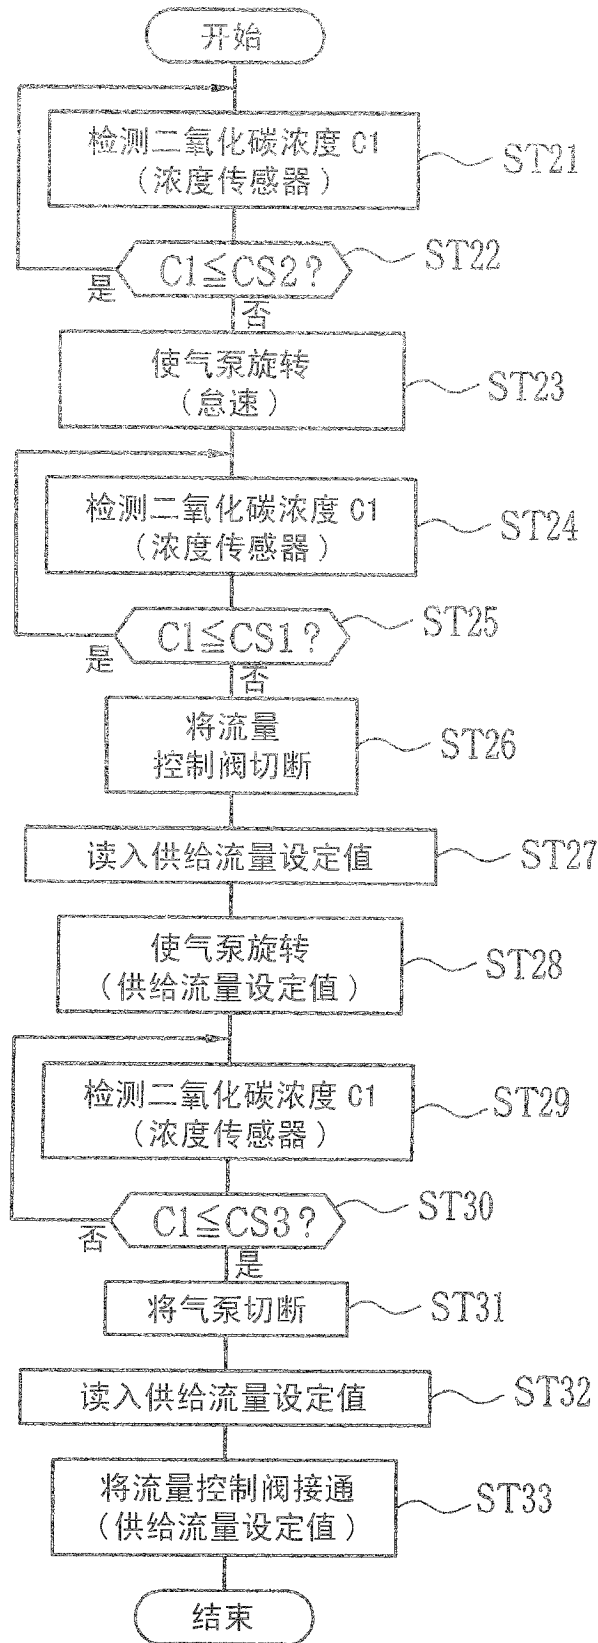 开始
检测二氧化碳浓度 C1
（浓度传感器）
ST21
C1≦CS2？
ST22
是
否
使气泵旋转
（怠速）
ST23
检测二氧化碳浓度 C1
（浓度传感器）
ST24
C1≦CS1？
ST25
是
否
将流量
控制阀切断
ST26
读入供给流量设定值
ST27
使气泵旋转
（供给流量设定值）
ST28
检测二氧化碳浓度 C1
（浓度传感器）
ST29
C1≦CS3？
ST30
否
是
将气泵切断
ST31
读入供给流量设定值
ST32
将流量控制阀接通
（供给流量设定值）
ST33
结束